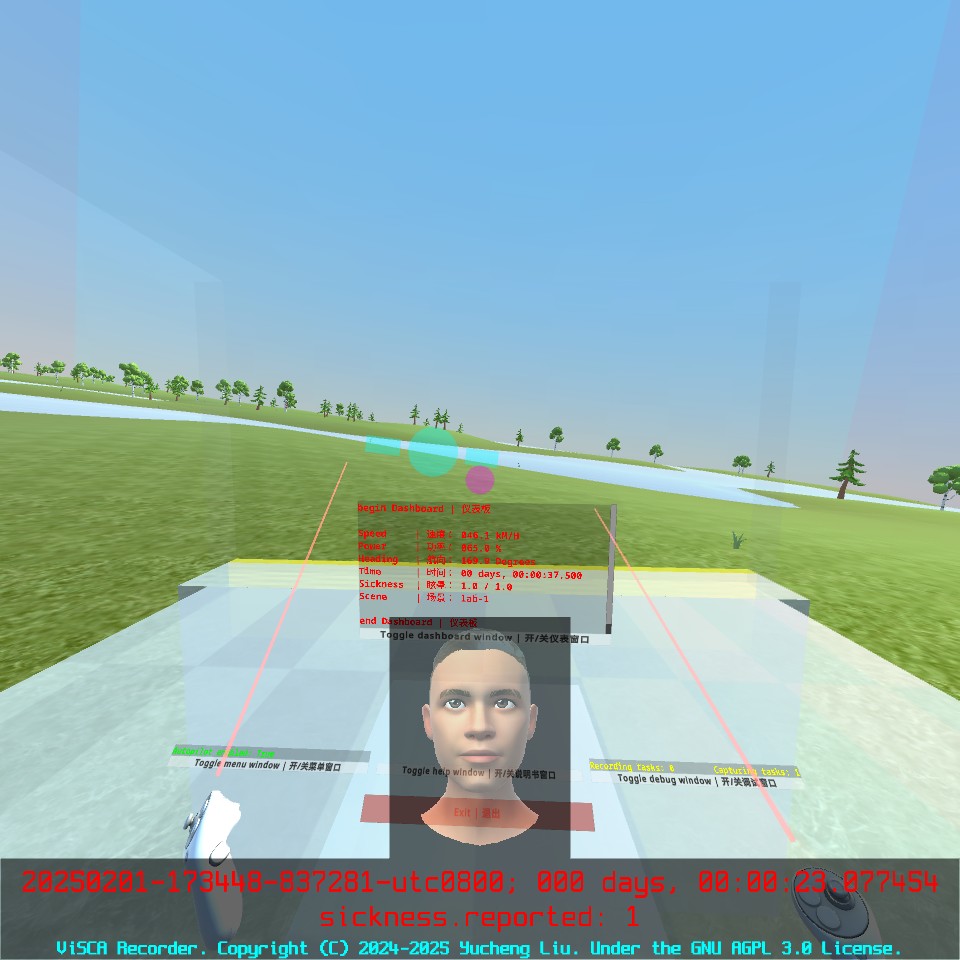 begin Dashboard | 仪表板
Speed | 速度: 046.1 KM/H
Power | 功率: 065.0 %
Heading | 航向: 169.9 Degrees
Time | 时间: 00 days, 00:00:37.500
Sickness | 眩晕: 1.0 / 1.0
Scene | 场景: lab-1
end Dashboard | 仪表板
Toggle dashboard window | 开/关仪表窗口
Toggle menu window | 开/关菜单窗口
Toggle help window | 开/关说明书窗口
Recording tasks: 0 Capturing tasks: 1
Toggle debug window | 开/关调试窗口
Exit | 退出
20250201-173448-837281-utc0800; 000 days, 00:00:23.077454
sickness.reported: 1
ViSCA Recorder. Copyright (C) 2024-2025 Yucheng Liu. Under the GNU AGPL 3.0 License.